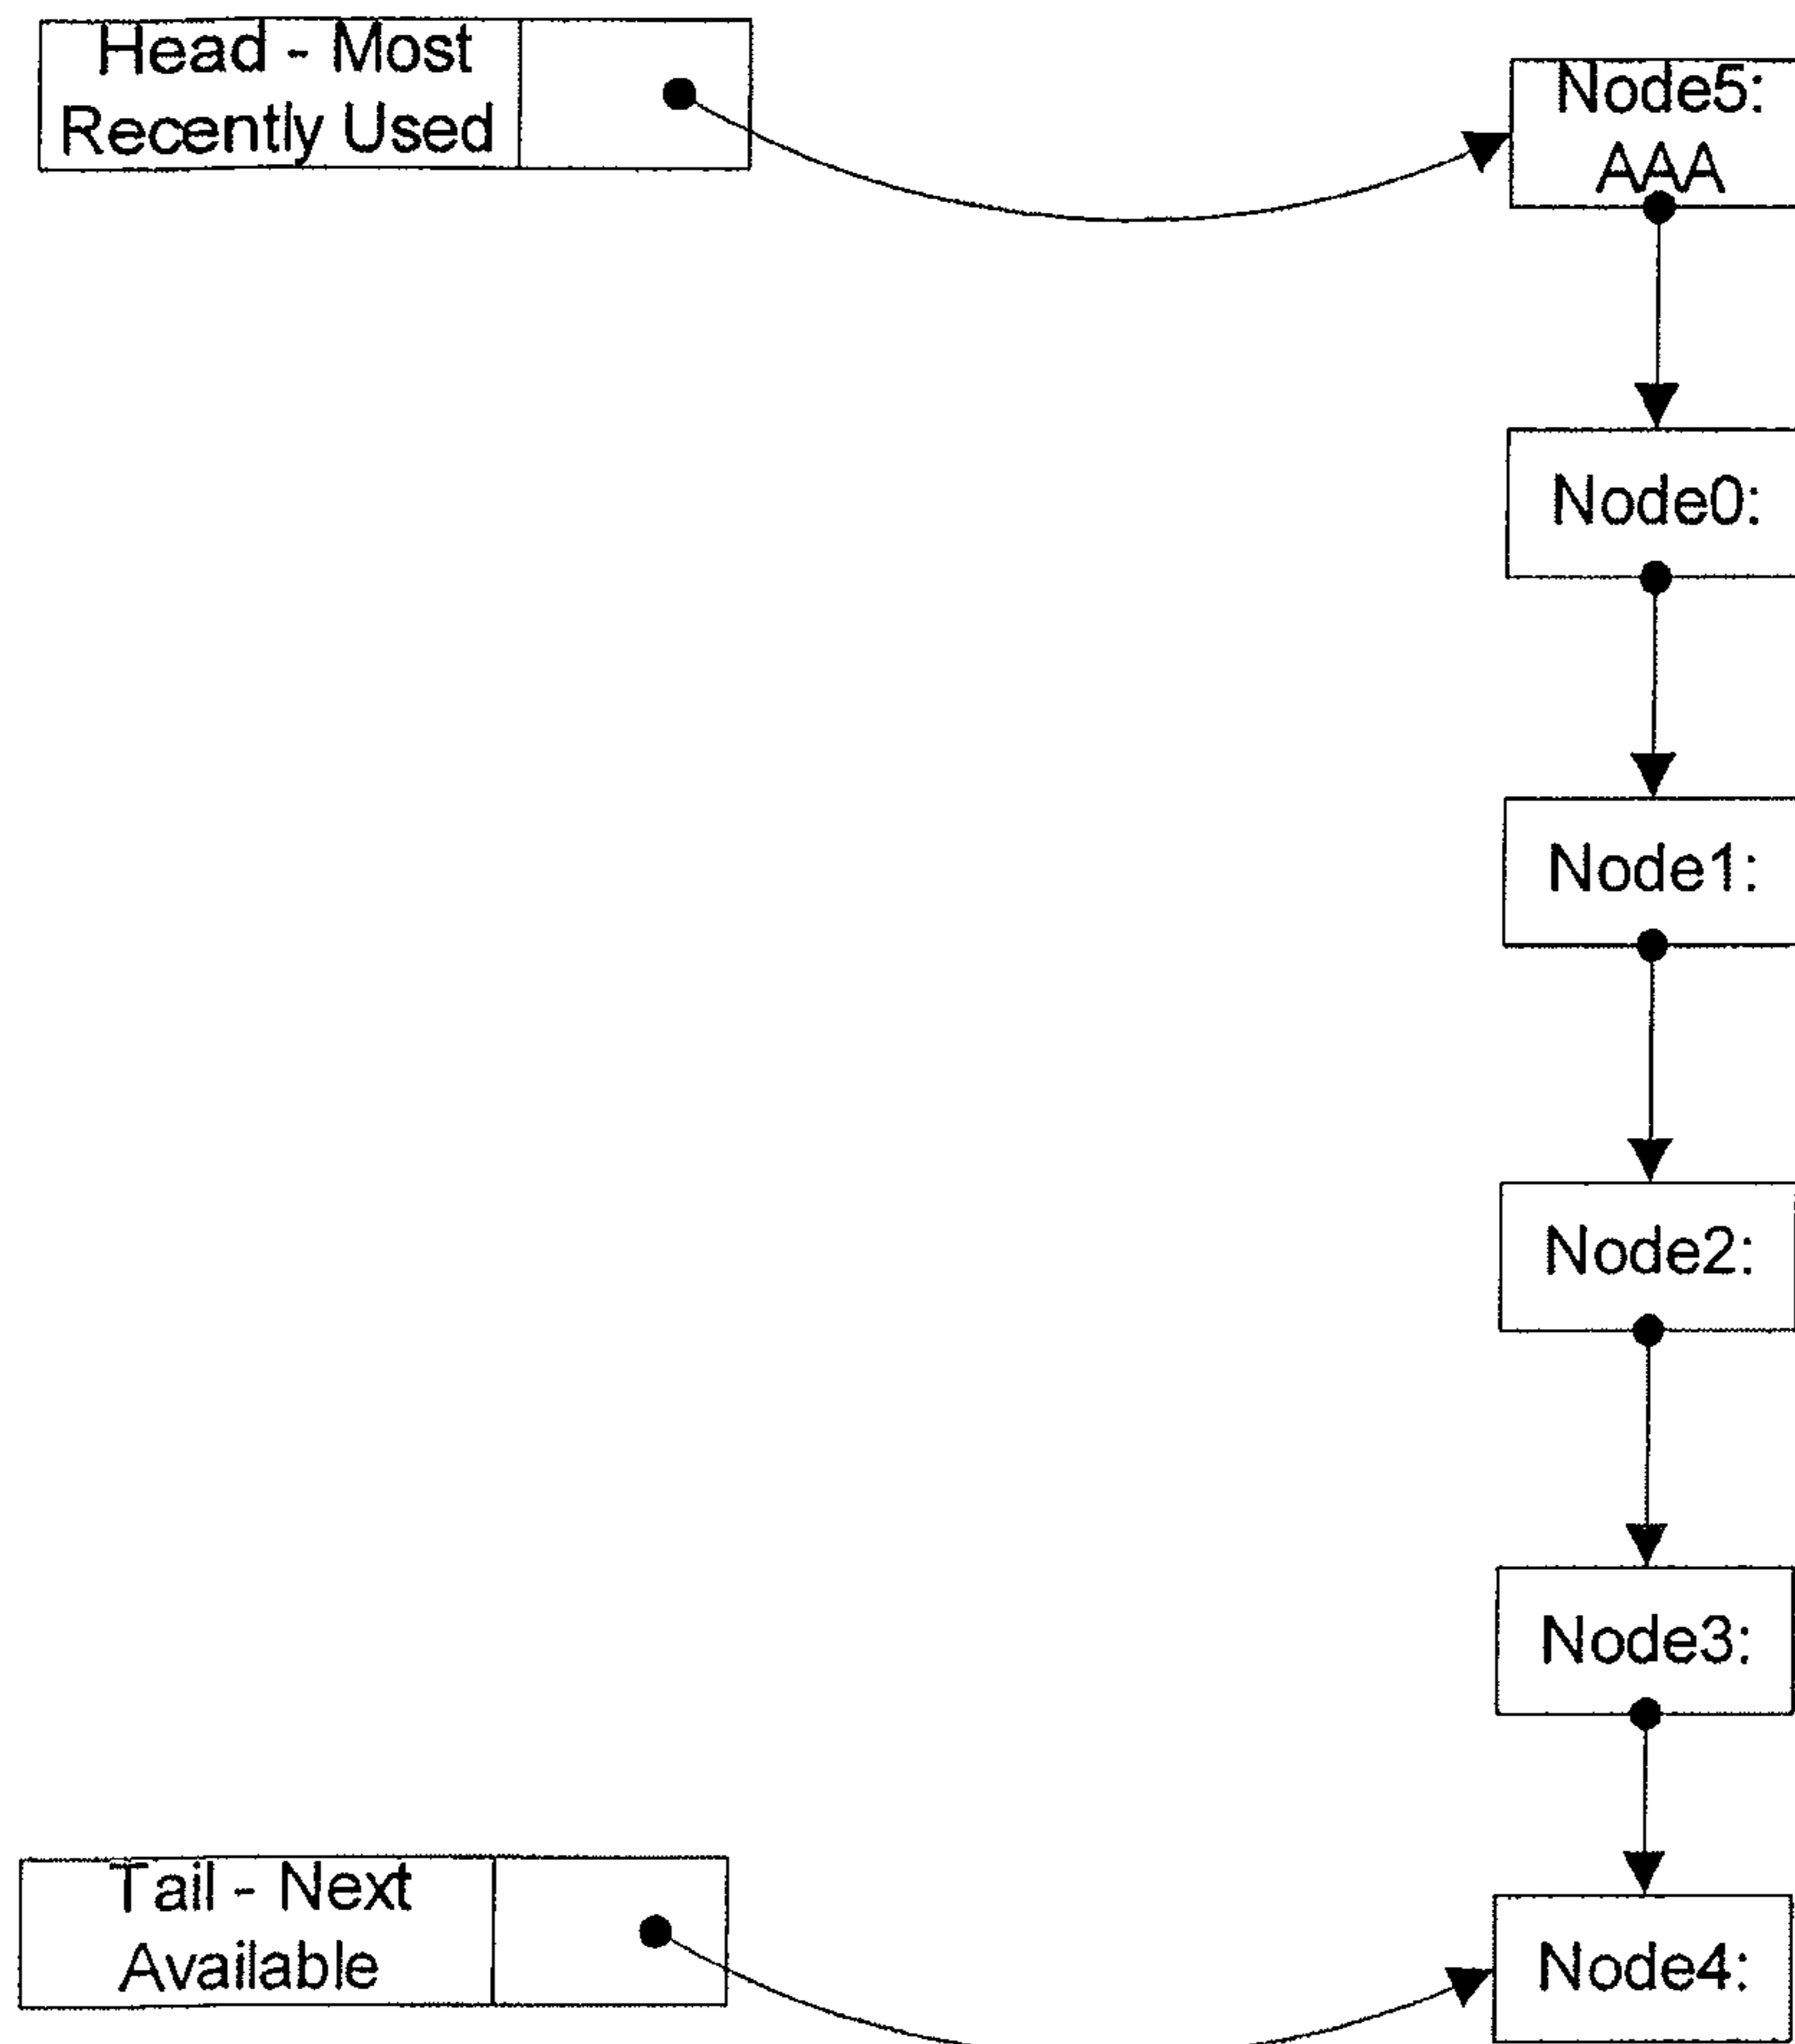 Head - Most
Recently Used
Node5:
AAA
Node0:
Node1:
Node2:
Node3:
Tail - Next
Available
Node4: